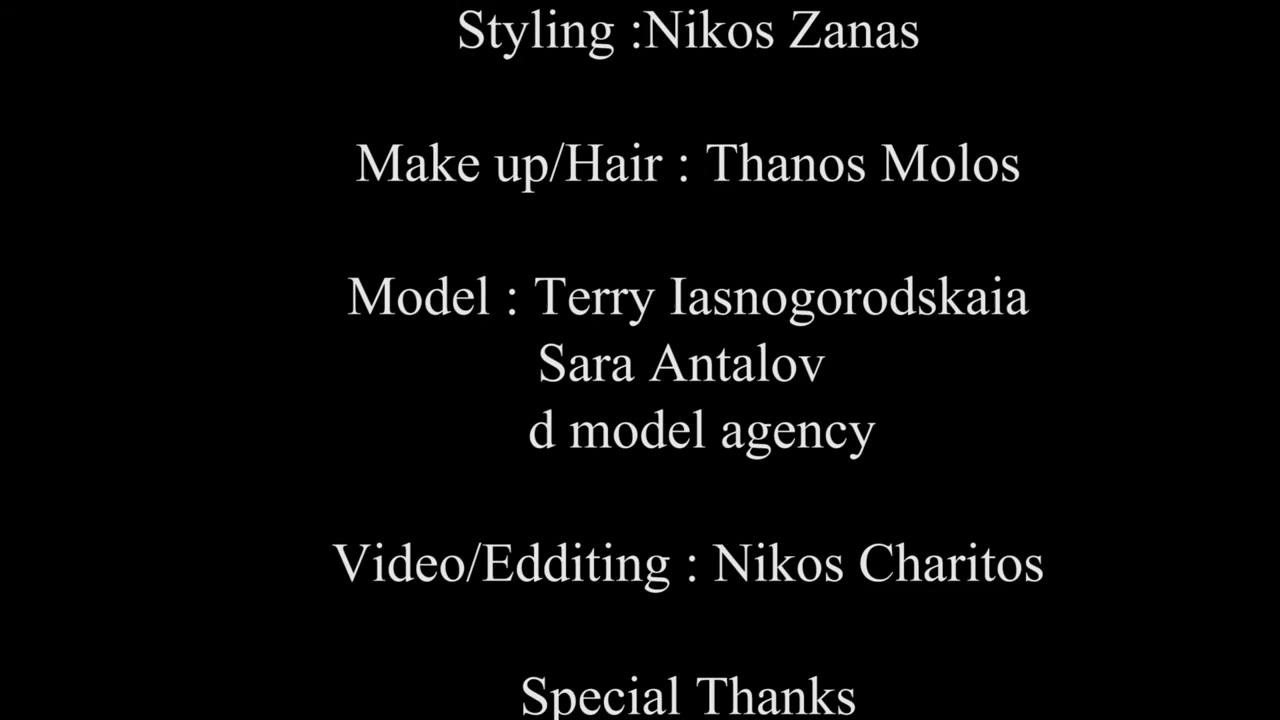 Styling :Nikos Zanas
Make up/Hair : Thanos Molos
Model : Terry Iasnogorodskaia
Sara Antalov
d model agency
Video/Edditing : Nikos Charitos
Special Thanks